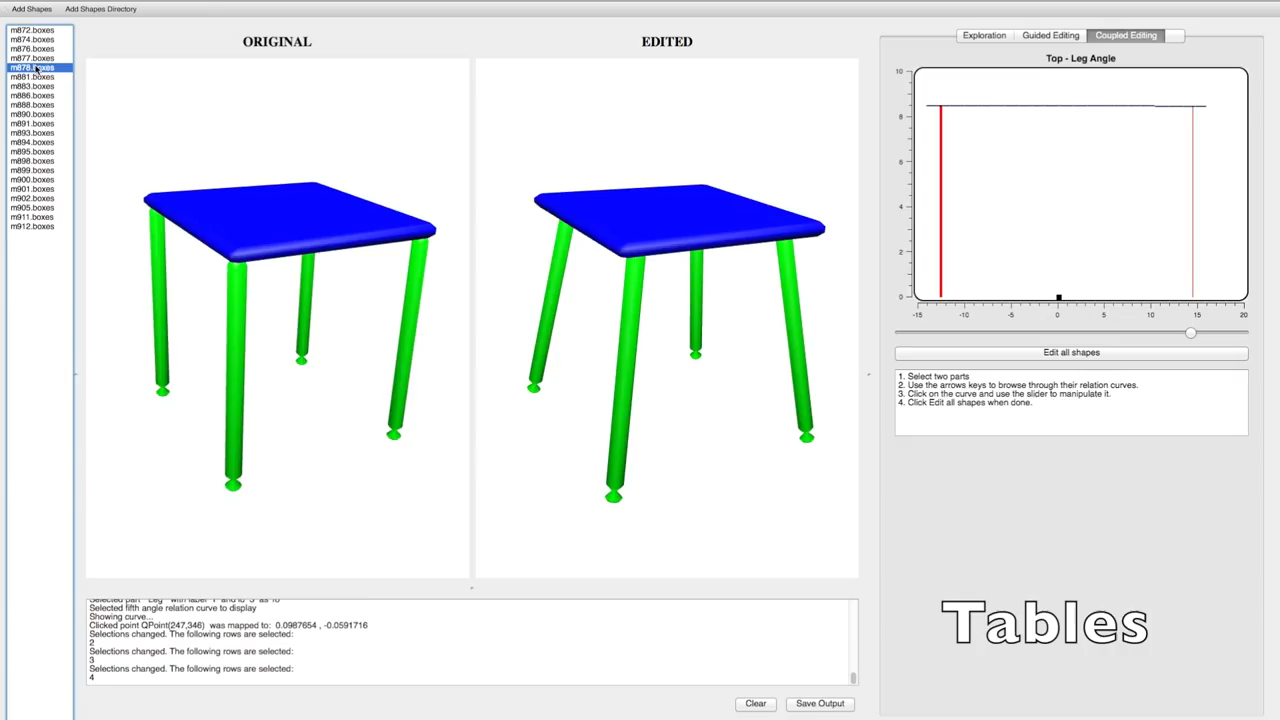 Add Shapes Add Shapes Directory
m872.boxes
m874.boxes
m876.boxes
m877.boxes
m878.boxes
m881.boxes
m883.boxes
m886.boxes
m888.boxes
m890.boxes
m891.boxes
m893.boxes
m894.boxes
m895.boxes
m898.boxes
m899.boxes
m900.boxes
m901.boxes
m902.boxes
m905.boxes
m911.boxes
m912.boxes
ORIGINAL
EDITED
Selected fifth angle relation curve to display
Showing curve...
Clicked point QPoint(247,346) was mapped to: 0.0987654 , -0.0591716
Selections changed. The following rows are selected:
2
Selections changed. The following rows are selected:
3
Selections changed. The following rows are selected:
4
Clear Save Output
Exploration Guided Editing Coupled Editing
Top - Leg Angle
10
8
6
4
2
0
-15 -10 -5 0 5 10 15 20
Edit all shapes
1. Select two parts
2. Use the arrows keys to browse through their relation curves.
3. Click on the curve and use the slider to manipulate it.
4. Click Edit all shapes when done.
Tables